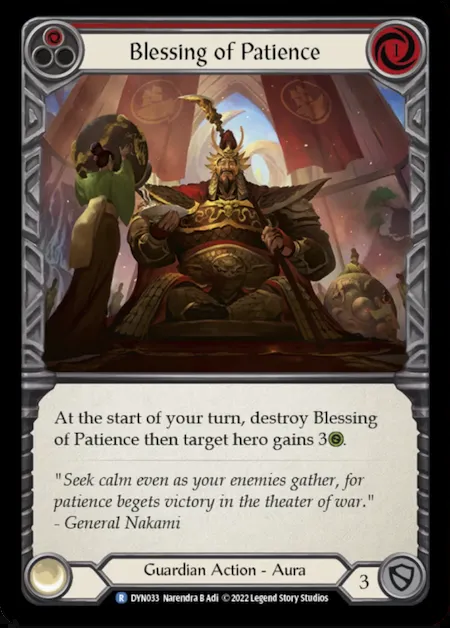 Blessing of Patience
1
At the start of your turn, destroy Blessing
of Patience then target hero gains 3.
"Seek calm even as your enemies gather, for
patience begets victory in the theater of war."
- General Nakami
Guardian Action - Aura
3
R DYN033 Narendra B Adi © 2022 Legend Story Studios